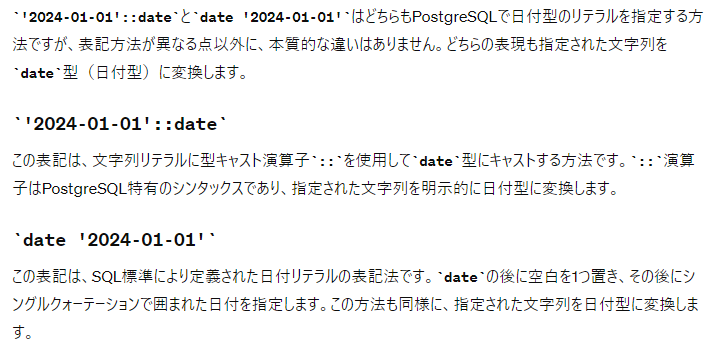 `'2024-01-01'::date`と`date '2024-01-01'`はどちらもPostgreSQLで日付型のリテラルを指定する方
法ですが、表記方法が異なる点以外に、本質的な違いはありません。どちらの表現も指定された文字列を
`date`型（日付型）に変換します。
`'2024-01-01'::date`
この表記は、文字列リテラルに型キャスト演算子`::`を使用して`date`型にキャストする方法です。`::`演算
子はPostgreSQL特有のシンタックスであり、指定された文字列を明示的に日付型に変換します。
`date '2024-01-01'`
この表記は、SQL標準により定義された日付リテラルの表記法です。`date`の後に空白を1つ置き、その後にシ
ングルクォーテーションで囲まれた日付を指定します。この方法も同様に、指定された文字列を日付型に変換しま
す。